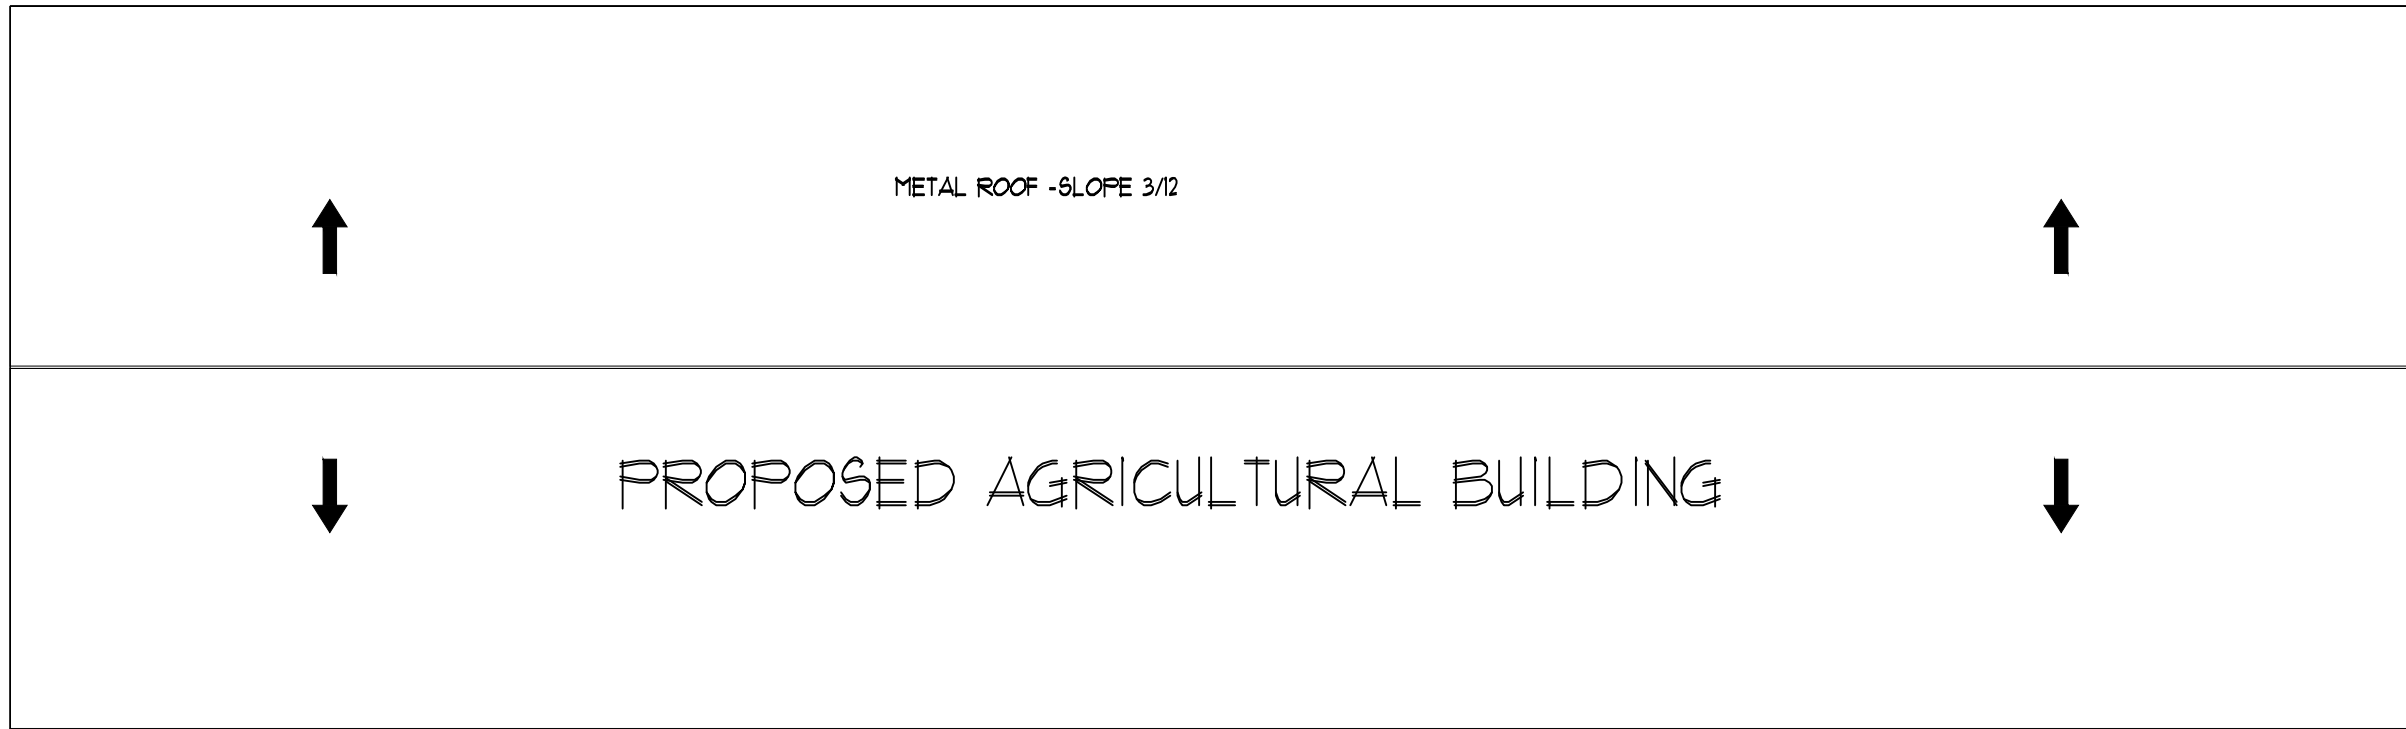 METAL ROOF -SLOPE 3/12
PROPOSED AGRICULTURAL BUILDING